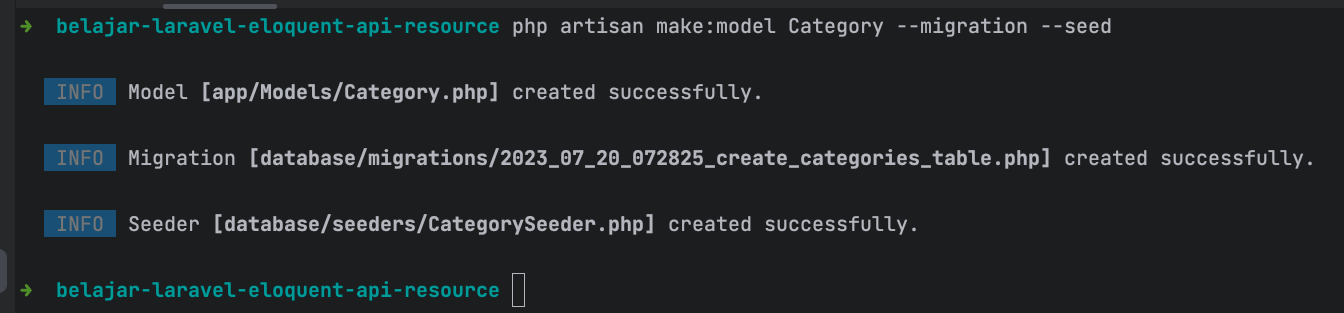 ➜ belajar-laravel-eloquent-api-resource php artisan make:model Category --migration --seed
INFO Model [app/Models/Category.php] created successfully.
INFO Migration [database/migrations/2023_07_20_072825_create_categories_table.php] created successfully.
INFO Seeder [database/seeders/CategorySeeder.php] created successfully.
➜ belajar-laravel-eloquent-api-resource